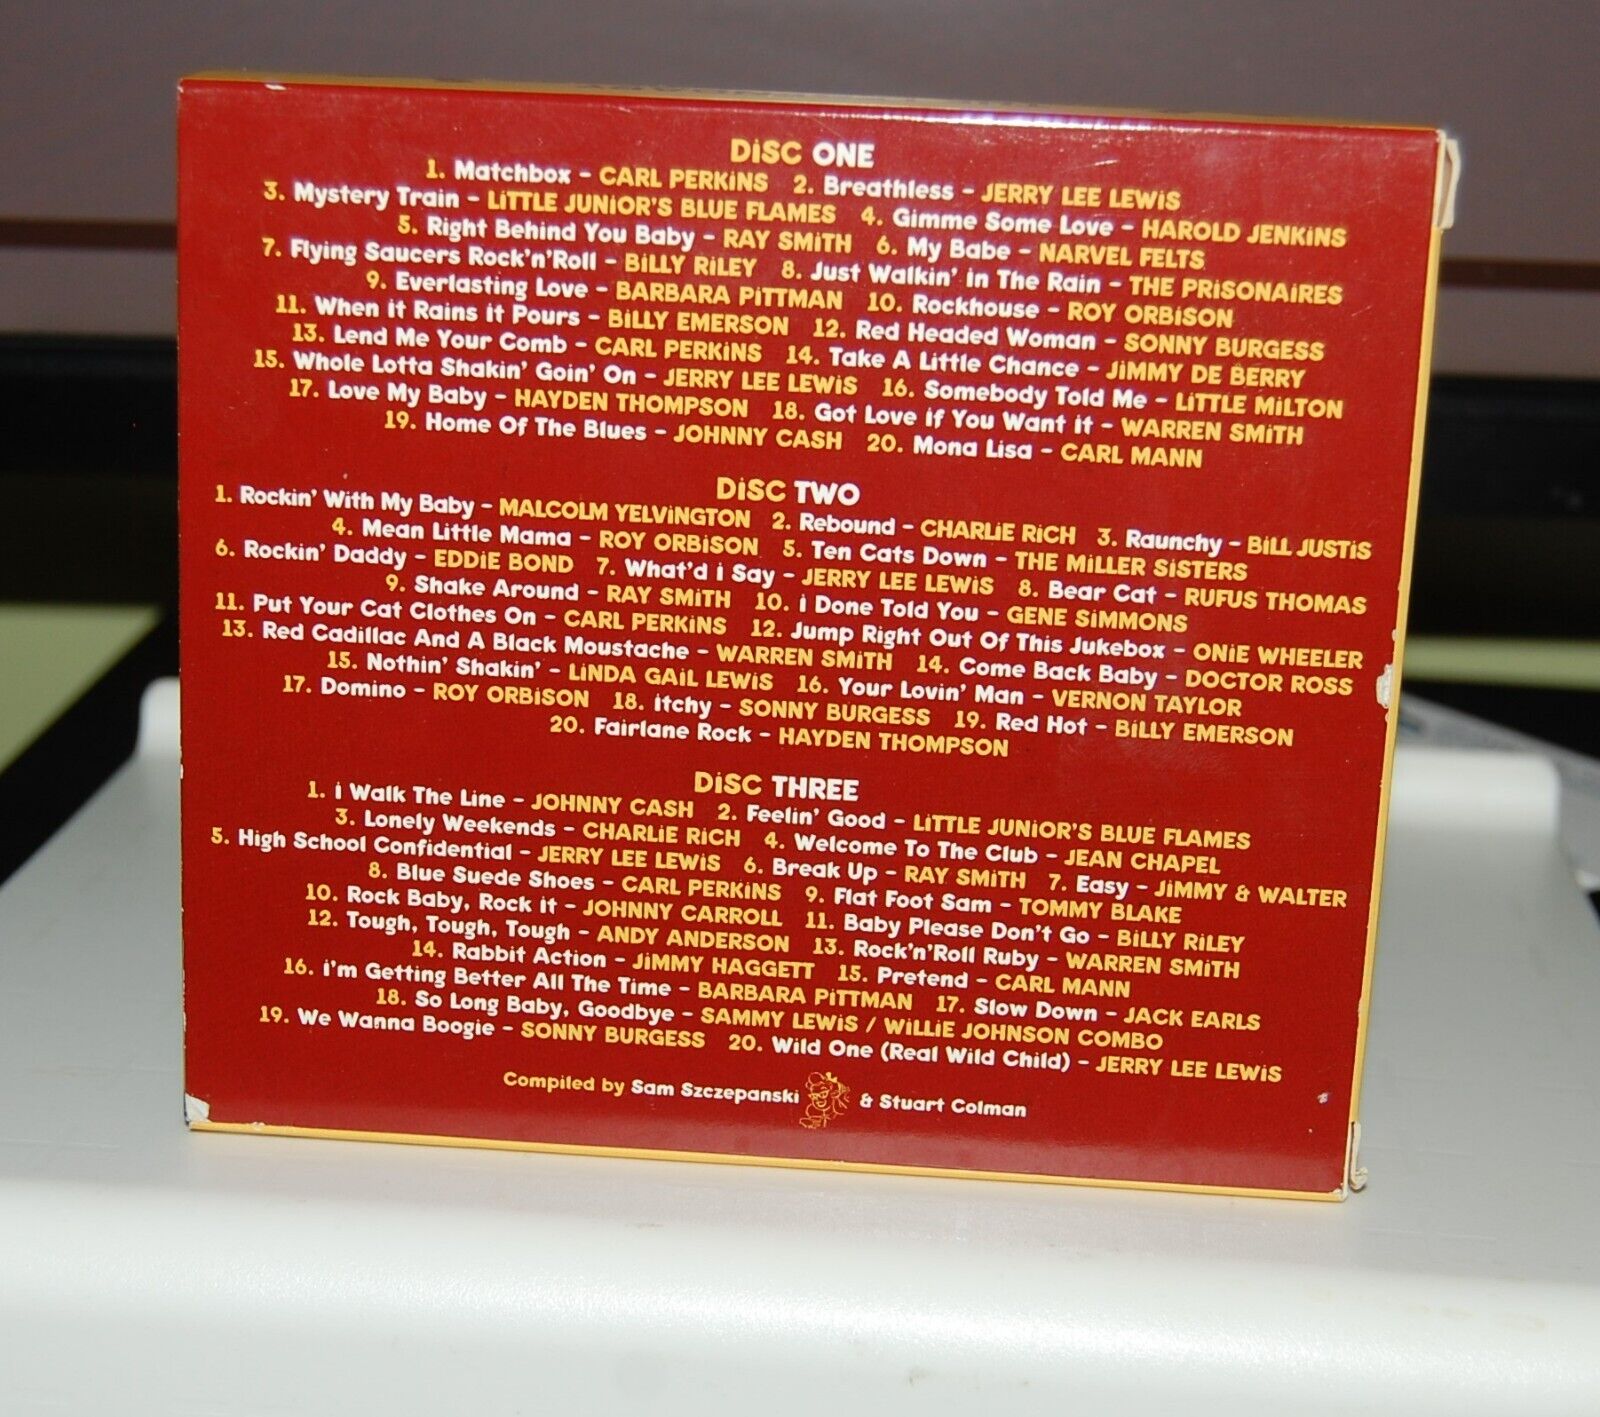 DiSC ONE
1. Matchbox – CARL PERKiNS 2. Breathless – JERRY LEE LEWiS
3. Mystery Train – LiTTLE JUNiOR'S BLUE FLAMES 4. Gimme Some Love – HAROLD JENKiNS
5. Right Behind You Baby – RAY SMiTH 6. My Babe – NARVEL FELTS
7. Flying Saucers Rock'n'Roll – BiLLY RiLEY 8. Just Walkin' in The Rain – THE PRiSONAiRES
9. Everlasting Love – BARBARA PiTTMAN 10. Rockhouse – ROY ORBiSON
11. When it Rains it Pours – BiLLY EMERSON 12. Red Headed Woman – SONNY BURGESS
13. Lend Me Your Comb – CARL PERKiNS 14. Take A Little Chance – JiMMY DE BERRY
15. Whole Lotta Shakin' Goin' On – JERRY LEE LEWiS 16. Somebody Told Me – LiTTLE MiLTON
17. Love My Baby – HAYDEN THOMPSON 18. Got Love if You Want it – WARREN SMiTH
19. Home Of The Blues – JOHNNY CASH 20. Mona Lisa – CARL MANN
DiSC TWO
1. Rockin' With My Baby – MALCOLM YELViNGTON 2. Rebound – CHARLiE RiCH 3. Raunchy – BiLL JUSTiS
4. Mean Little Mama – ROY ORBiSON 5. Ten Cats Down – THE MiLLER SiSTERS
6. Rockin' Daddy – EDDiE BOND 7. What'd i Say – JERRY LEE LEWiS 8. Bear Cat – RUFUS THOMAS
9. Shake Around – RAY SMiTH 10. i Done Told You – GENE SiMMONS
11. Put Your Cat Clothes On – CARL PERKiNS 12. Jump Right Out Of This Jukebox – ONiE WHEELER
13. Red Cadillac And A Black Moustache – WARREN SMiTH 14. Come Back Baby – DOCTOR ROSS
15. Nothin' Shakin' – LiNDA GAiL LEWiS 16. Your Lovin' Man – VERNON TAYLOR
17. Domino – ROY ORBiSON 18. itchy – SONNY BURGESS 19. Red Hot – BiLLY EMERSON
20. Fairlane Rock – HAYDEN THOMPSON
DiSC THREE
1. i Walk The Line – JOHNNY CASH 2. Feelin' Good – LiTTLE JUNiOR'S BLUE FLAMES
3. Lonely Weekends – CHARLiE RiCH 4. Welcome To The Club – JEAN CHAPEL
5. High School Confidential – JERRY LEE LEWiS 6. Break Up – RAY SMiTH 7. Easy – JiMMY & WALTER
8. Blue Suede Shoes – CARL PERKiNS 9. Flat Foot Sam – TOMMY BLAKE
10. Rock Baby, Rock it – JOHNNY CARROLL 11. Baby Please Don't Go – BiLLY RiLEY
12. Tough, Tough, Tough – ANDY ANDERSON 13. Rock'n'Roll Ruby – WARREN SMiTH
14. Rabbit Action – JiMMY HAGGETT 15. Pretend – CARL MANN
16. i'm Getting Better All The Time – BARBARA PiTTMAN 17. Slow Down – JACK EARLS
18. So Long Baby, Goodbye – SAMMY LEWiS / WiLLiE JOHNSON COMBO
19. We Wanna Boogie – SONNY BURGESS 20. Wild One (Real Wild Child) – JERRY LEE LEWiS
Compiled by Sam Szczepanski & Stuart Colman